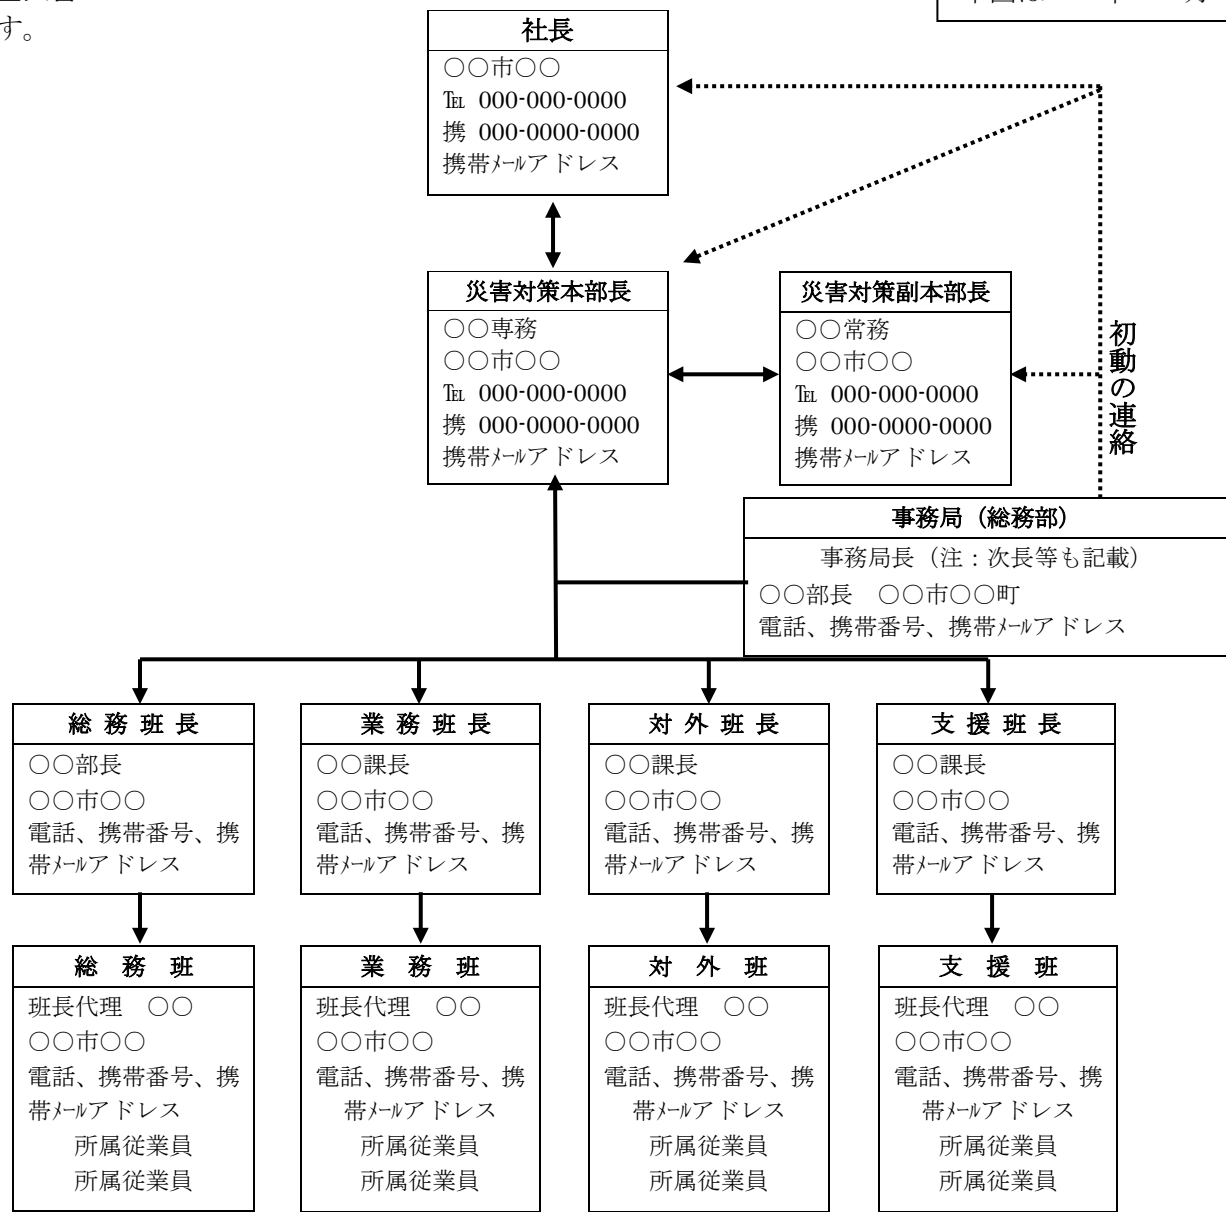 す。
社長
○○市○○
℡ 000-000-0000
携 000-0000-0000
携帯ﾒｰﾙアドレス
災害対策本部長
○○専務
○○市○○
℡ 000-000-0000
携 000-0000-0000
携帯ﾒｰﾙアドレス
災害対策副本部長
○○常務
○○市○○
℡ 000-000-0000
携 000-0000-0000
携帯ﾒｰﾙアドレス
初動の連絡
事務局（総務部）
事務局長（注：次長等も記載）
○○部長　○○市○○町
電話、携帯番号、携帯ﾒｰﾙアドレス
総 務 班 長
○○部長
○○市○○
電話、携帯番号、携
帯ﾒｰﾙアドレス
業 務 班 長
○○課長
○○市○○
電話、携帯番号、携
帯ﾒｰﾙアドレス
対 外 班 長
○○課長
○○市○○
電話、携帯番号、携
帯ﾒｰﾙアドレス
支 援 班 長
○○課長
○○市○○
電話、携帯番号、携
帯ﾒｰﾙアドレス
総　務　班
班長代理　○○
○○市○○
電話、携帯番号、携
帯ﾒｰﾙアドレス
所属従業員
所属従業員
業　務　班
班長代理　○○
○○市○○
電話、携帯番号、携
帯ﾒｰﾙアドレス
所属従業員
所属従業員
対　外　班
班長代理　○○
○○市○○
電話、携帯番号、携
帯ﾒｰﾙアドレス
所属従業員
所属従業員
支　援　班
班長代理　○○
○○市○○
電話、携帯番号、携
帯ﾒｰﾙアドレス
所属従業員
所属従業員